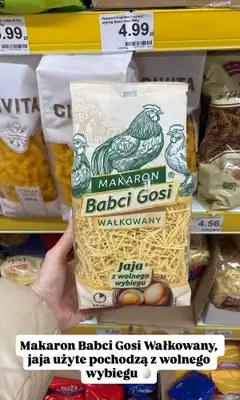 .99
4.99
CIVITA
MAKARON
Babci Gosi
WAŁKOWANY
Jaja
z wolnego
wybiegu
4.56
Makaron Babci Gosi Wałkowany,
jaja użyte pochodzą z wolnego
wybiegu